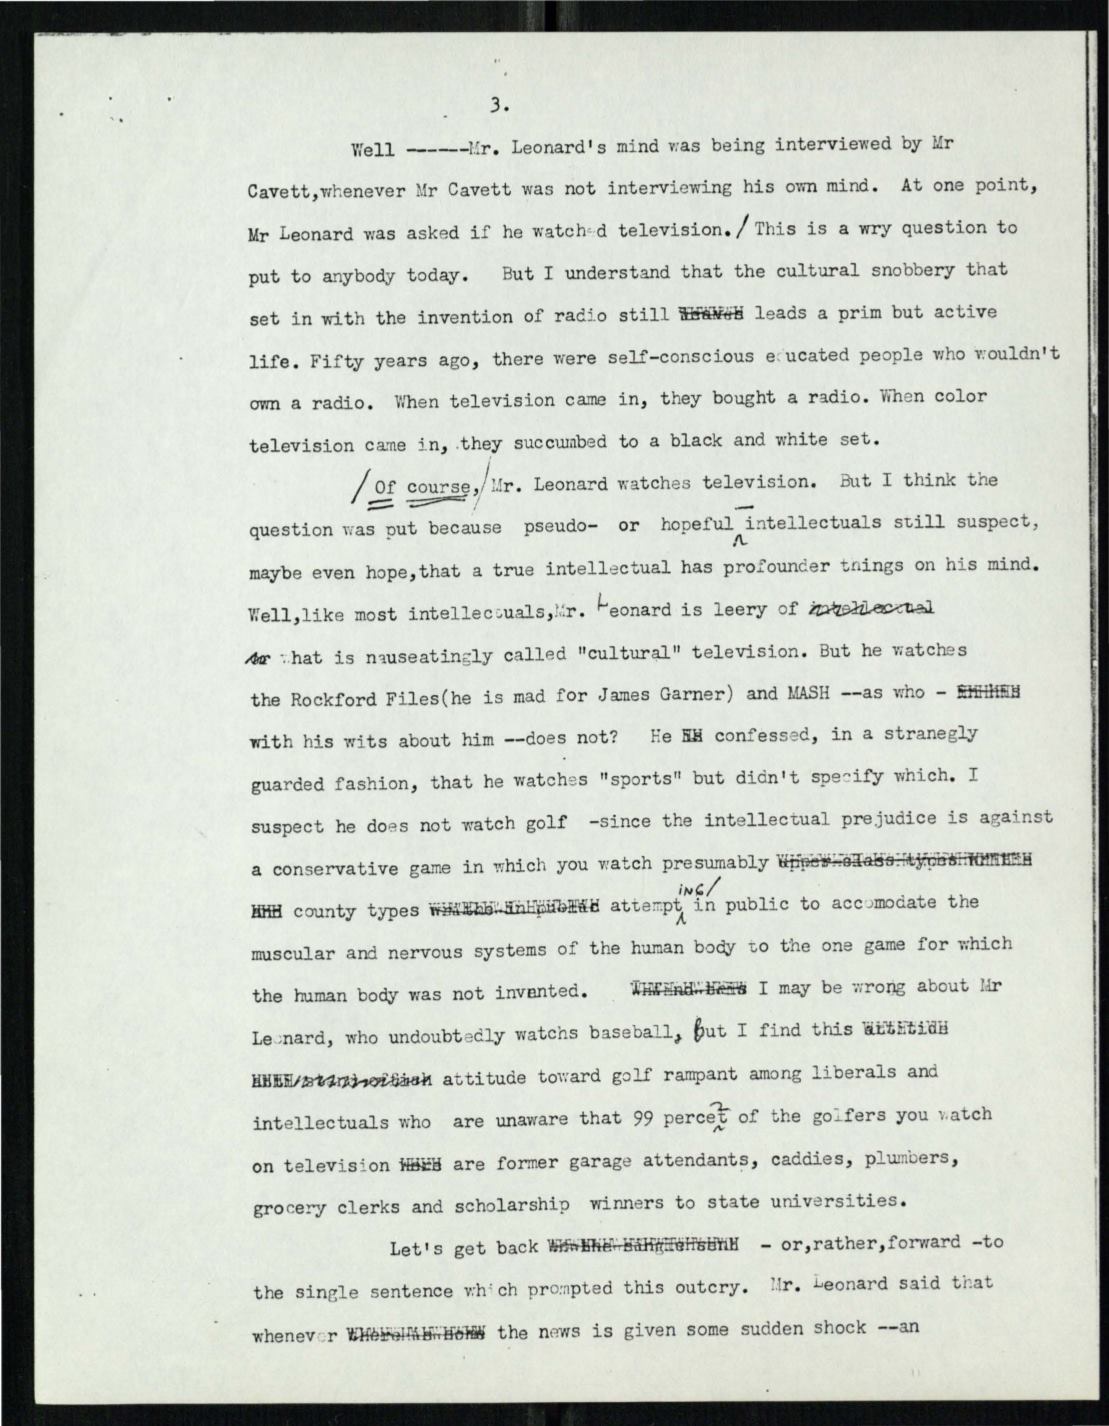 3.
Well ------Mr. Leonard's mind was being interviewed by Mr
Cavett,whenever Mr Cavett was not interviewing his own mind. At one point,
Mr Leonard was asked if he watched television./ This is a wry question to
put to anybody today. But I understand that the cultural snobbery that
set in with the invention of radio still leads a prim but active
life. Fifty years ago, there were self-conscious educated people who wouldn't
own a radio. When television came in, they bought a radio. When color
television came in, they succumbed to a black and white set.
/Of course,/Mr. Leonard watches television. But I think the
question was put because pseudo- or hopeful-intellectuals still suspect,
maybe even hope,that a true intellectual has profounder things on his mind.
Well,like most intellectuals,Mr. Leonard is leery of intellectual
or what is nauseatingly called "cultural" television. But he watches
the Rockford Files(he is mad for James Garner) and MASH --as who -
with his wits about him --does not? He confessed, in a stranegly
guarded fashion, that he watches "sports" but didn't specify which. I
suspect he does not watch golf -since the intellectual prejudice is against
a conservative game in which you watch presumably upper-class types
county types attempting/ in public to accomodate the
muscular and nervous systems of the human body to the one game for which
the human body was not invented. I may be wrong about Mr
Leonard, who undoubtedly watchs baseball, but I find this attitide
attitude toward golf rampant among liberals and
intellectuals who are unaware that 99 percet of the golfers you watch
on television are former garage attendants, caddies, plumbers,
grocery clerks and scholarship winners to state universities.
Let's get back - or,rather,forward -to
the single sentence which prompted this outcry. Mr. Leonard said that
whenever the news is given some sudden shock --an